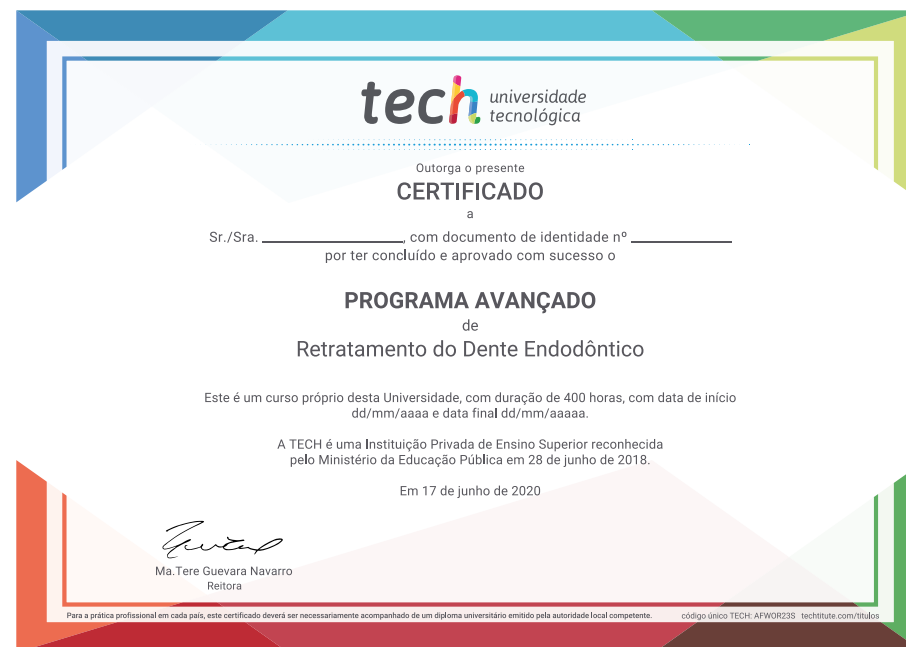 tech universidade
tecnológica
Outorga o presente
CERTIFICADO
a
Sr./Sra. , com documento de identidade nº
por ter concluído e aprovado com sucesso o
PROGRAMA AVANÇADO
de
Retratamento do Dente Endodôntico
Este é um curso próprio desta Universidade, com duração de 400 horas, com data de início
dd/mm/aaaa e data final dd/mm/aaaaa.
A TECH é uma Instituição Privada de Ensino Superior reconhecida
pelo Ministério da Educação Pública em 28 de junho de 2018.
Em 17 de junho de 2020
Ma.Tere Guevara Navarro
Reitora
Para a prática profissional em cada país, este certificado deverá ser necessariamente acompanhado de um diploma universitário emitido pela autoridade local competente. código único TECH: AFWOR23S techtitute.com/titulos